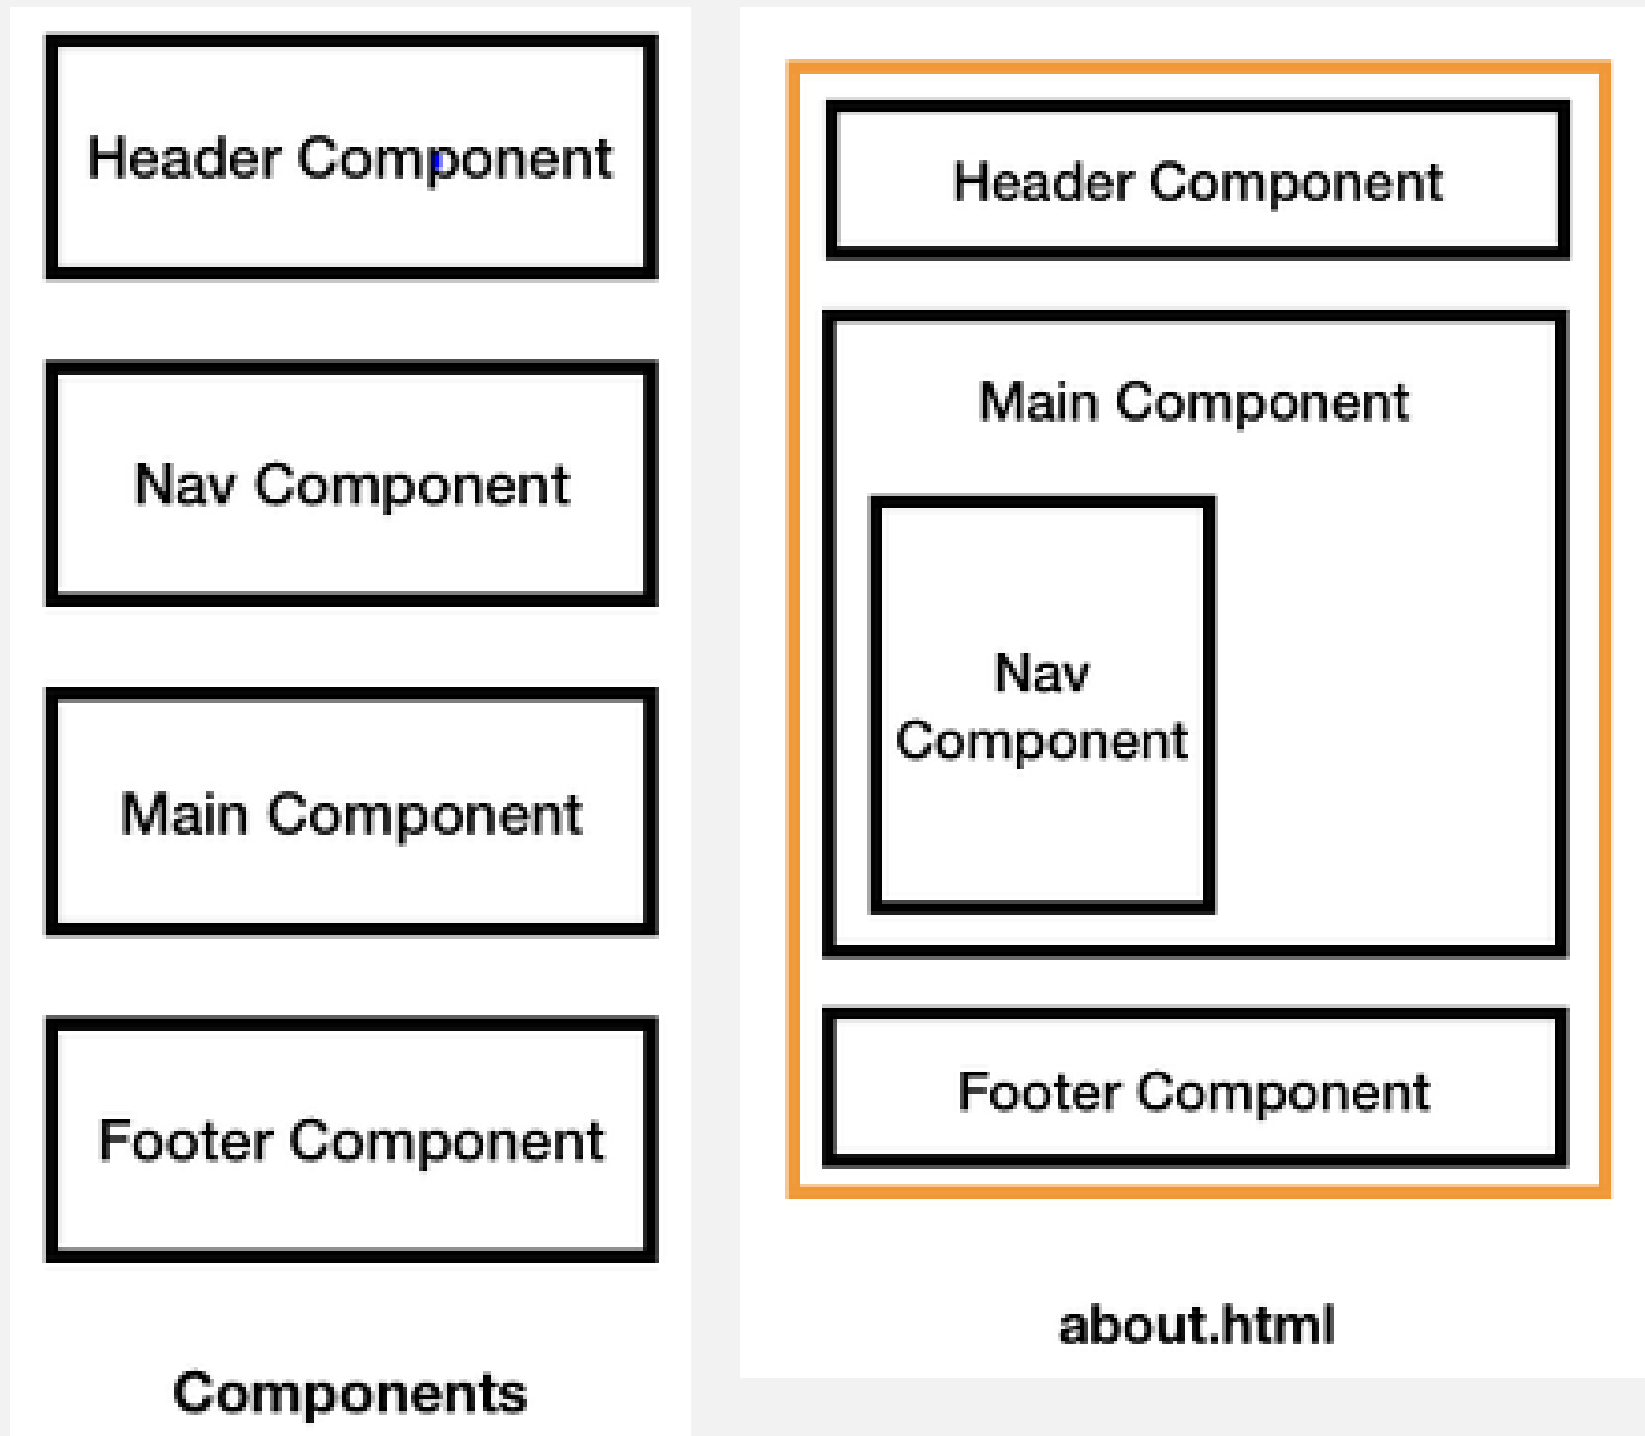 Header Component
Nav Component
Main Component
Footer Component
Components
Header Component
Main Component
Nav
Component
Footer Component
about.html